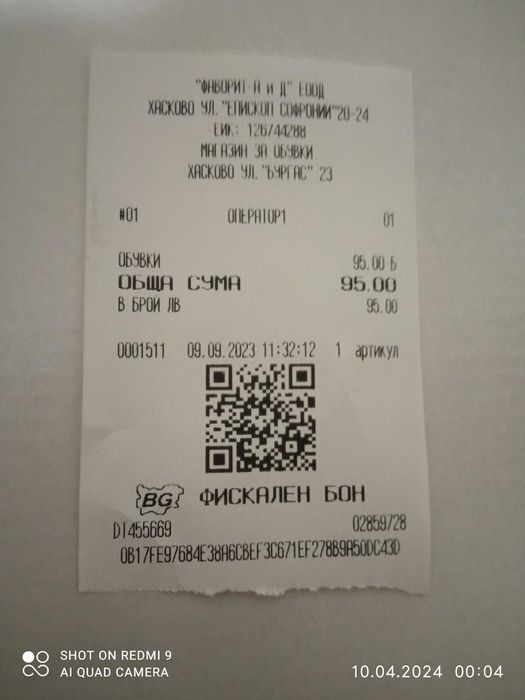 "ФАВОРИТ-А и Д" ЕООД
ХАСКОВО УЛ. "ЕПИСКОП СОФРОНИЙ"20-24
ЕИК: 126744288
МАГАЗИН ЗА ОБУВКИ
ХАСКОВО УЛ."БУРГАС" 23
#01 ОПЕРАТОР1 01
ОБУВКИ 95.00 Б
ОБЩА СУМА 95.00
В БРОЙ ЛВ 95.00
0001511 09.09.2023 11:32:12 1 артикул
BG ФИСКАЛЕН БОН
DT455669 02859728
0B17FE97684E38A6CBEF3C671EF278B9A50DC43D
SHOT ON REDMI 9
AI QUAD CAMERA
10.04.2024 00:04